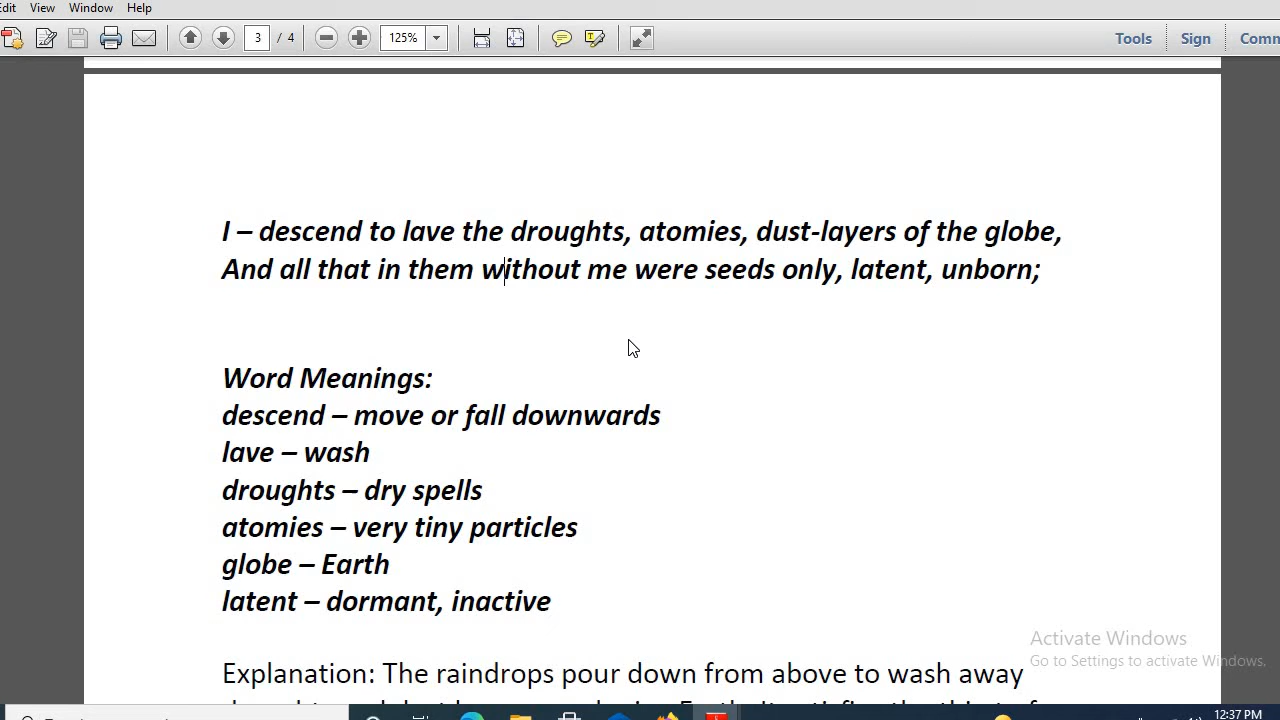 Edit View Window Help
3 / 4 125% Tools Sign Comm
I – descend to lave the droughts, atomies, dust-layers of the globe,
And all that in them without me were seeds only, latent, unborn;
Word Meanings:
descend – move or fall downwards
lave – wash
droughts – dry spells
atomies – very tiny particles
globe – Earth
latent – dormant, inactive
Activate Windows
Go to Settings to activate Windows.
Explanation: The raindrops pour down from above to wash away
12:37 PM